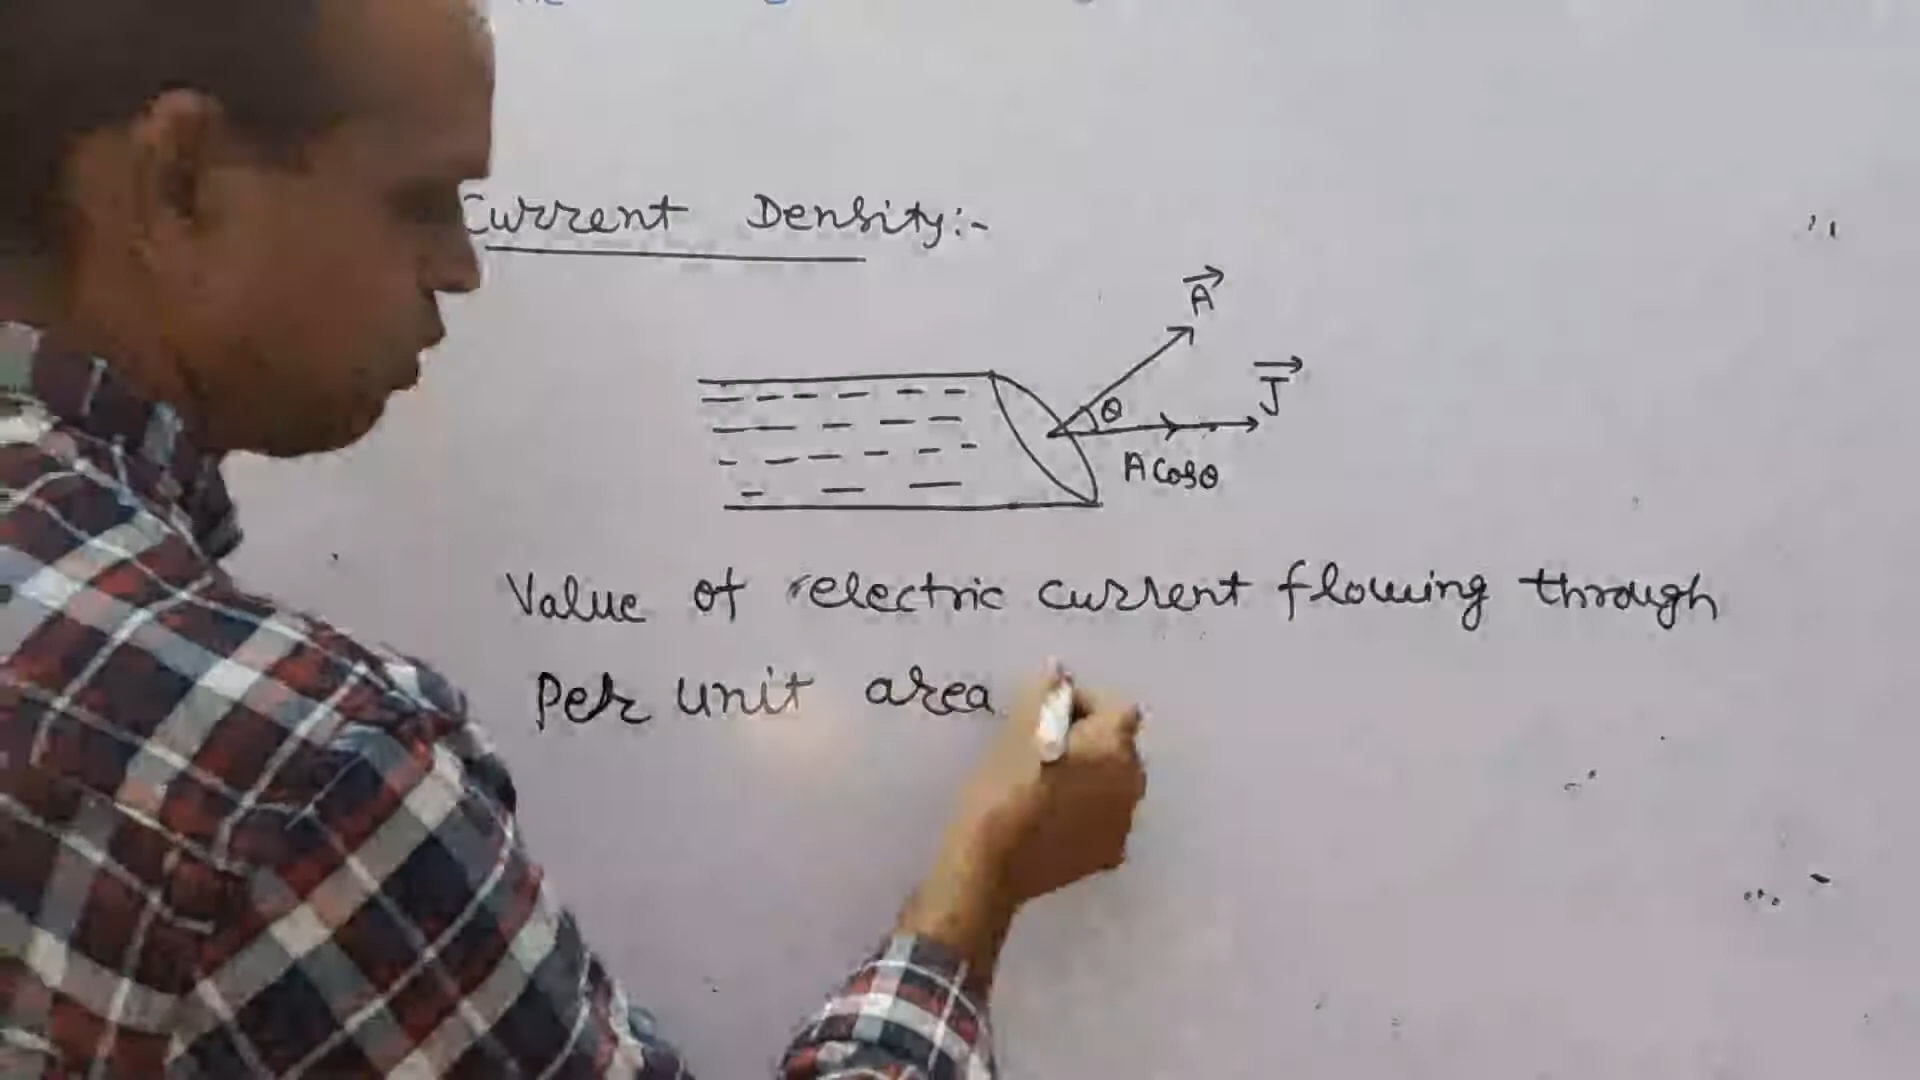 Current Density:-
A
J
θ
A Cosθ
Value of electric current flowing through
Per unit area